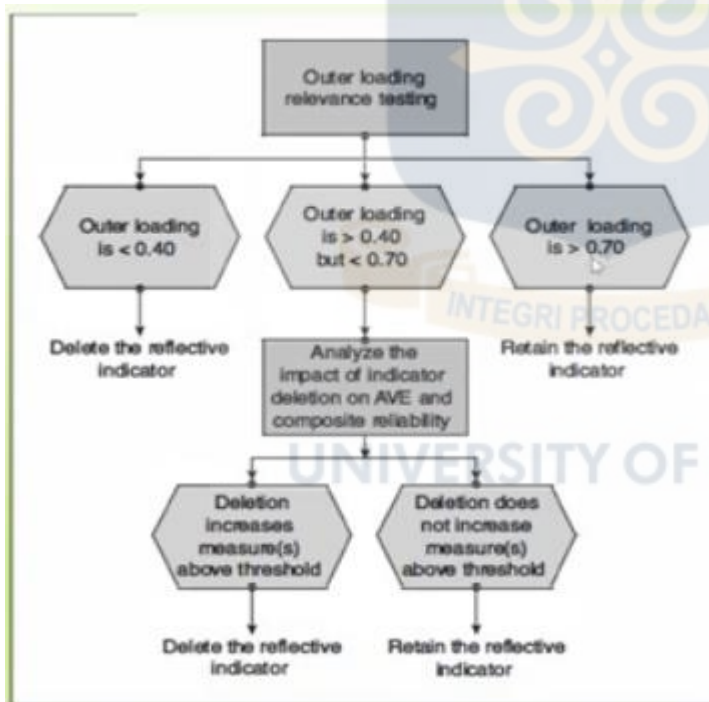 Outer loading
relevance testing
Outer loading
is < 0.40
Outer loading
is > 0.40
but < 0.70
Outer loading
is > 0.70
INTEGRI PROCEDA
Delete the reflective
indicator
Analyze the
impact of indicator
deletion on AVE and
composite reliability
Retain the reflective
indicator
UNIVERSITY OF
Deletion
increases
measure(s)
above threshold
Deletion does
not increase
measure(s)
above threshold
Delete the reflective
indicator
Retain the reflective
indicator